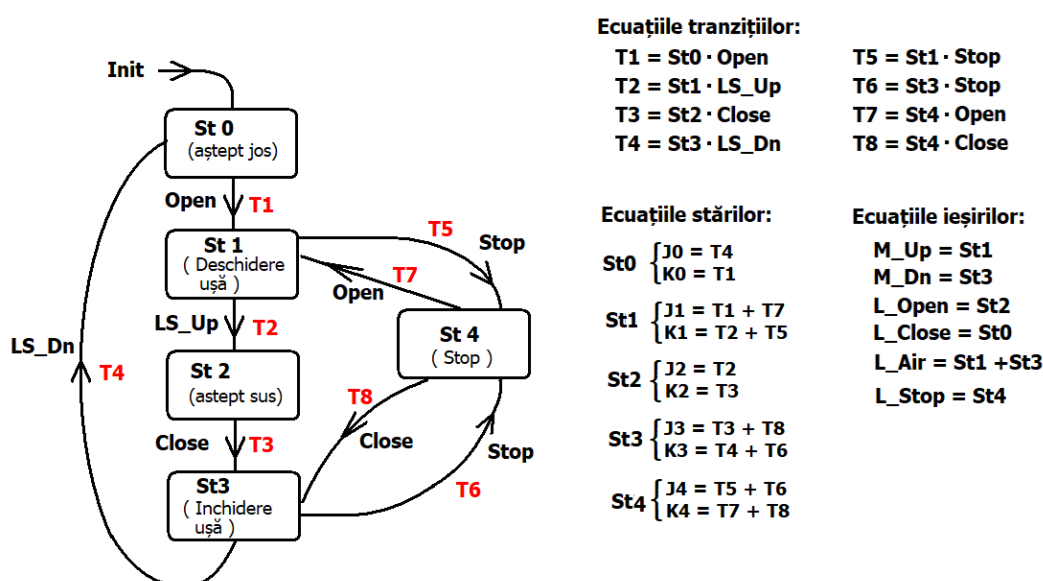 Init
St 0
(aștept jos)
Open T1
St 1
( Deschidere
ușă )
T5
Stop
T7
Open
LS_Up T2
St 4
( Stop )
LS_Dn
T4
St 2
(astept sus)
T8
Close
Close T3
Stop
St3
( Inchidere
ușă )
T6
Ecuațiile tranzițiilor:
T1 = St0 · Open
T2 = St1 · LS_Up
T3 = St2 · Close
T4 = St3 · LS_Dn
T5 = St1 · Stop
T6 = St3 · Stop
T7 = St4 · Open
T8 = St4 · Close
Ecuațiile stărilor:
St0 { J0 = T4
K0 = T1
St1 { J1 = T1 + T7
K1 = T2 + T5
St2 { J2 = T2
K2 = T3
St3 { J3 = T3 + T8
K3 = T4 + T6
St4 { J4 = T5 + T6
K4 = T7 + T8
Ecuațiile ieșirilor:
M_Up = St1
M_Dn = St3
L_Open = St2
L_Close = St0
L_Air = St1 +St3
L_Stop = St4